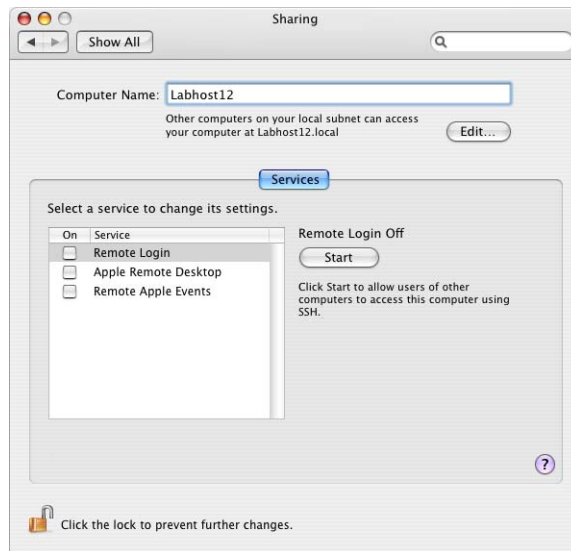 Sharing
Show All
Computer Name: Labhost12
Other computers on your local subnet can access
your computer at Labhost12.local
Edit...
Services
Select a service to change its settings.
On Service
Remote Login
Apple Remote Desktop
Remote Apple Events
Remote Login Off
Start
Click Start to allow users of other
computers to access this computer using
SSH.
?
Click the lock to prevent further changes.